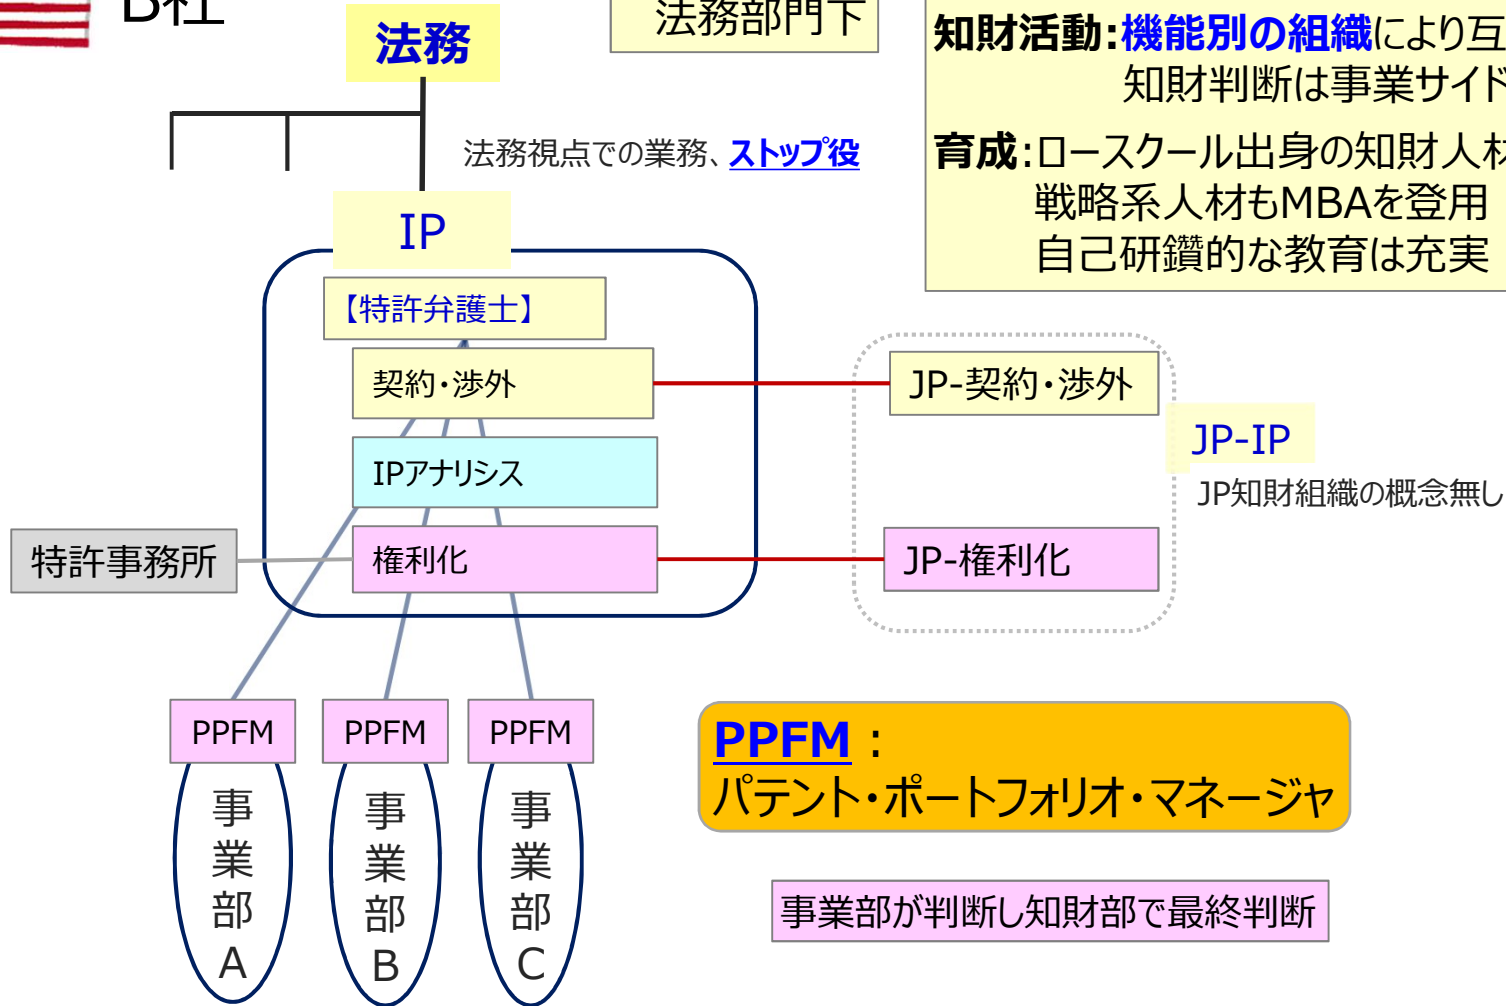 B社
法務
法務部門下
知財活動:機能別の組織により互
知財判断は事業サイド
育成:ロースクール出身の知財人材
戦略系人材もMBAを登用
自己研鑽的な教育は充実
法務視点での業務、ストップ役
IP
【特許弁護士】
契約・渉外
IPアナリシス
権利化
特許事務所
JP-契約・渉外
JP-IP
JP知財組織の概念無し
JP-権利化
PPFM
PPFM
PPFM
事業部A
事業部B
事業部C
PPFM:
パテント・ポートフォリオ・マネージャ
事業部が判断し知財部で最終判断